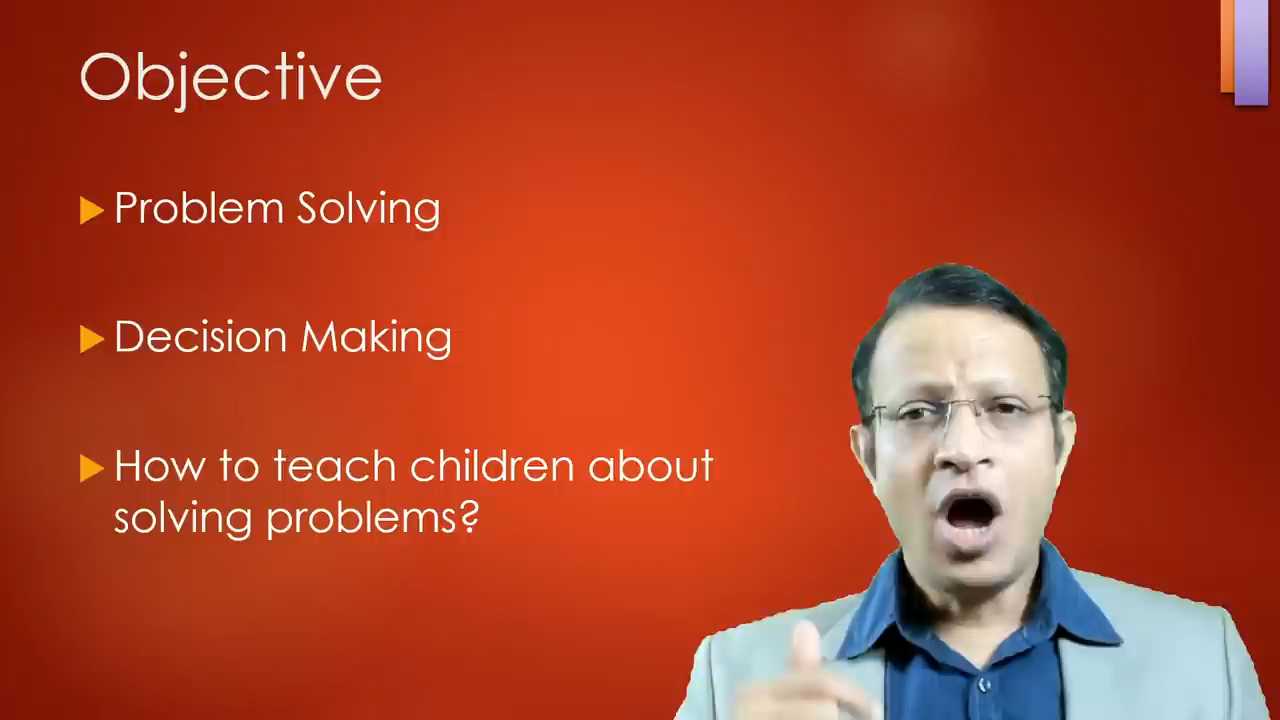 Objective
Problem Solving
Decision Making
How to teach children about
solving problems?